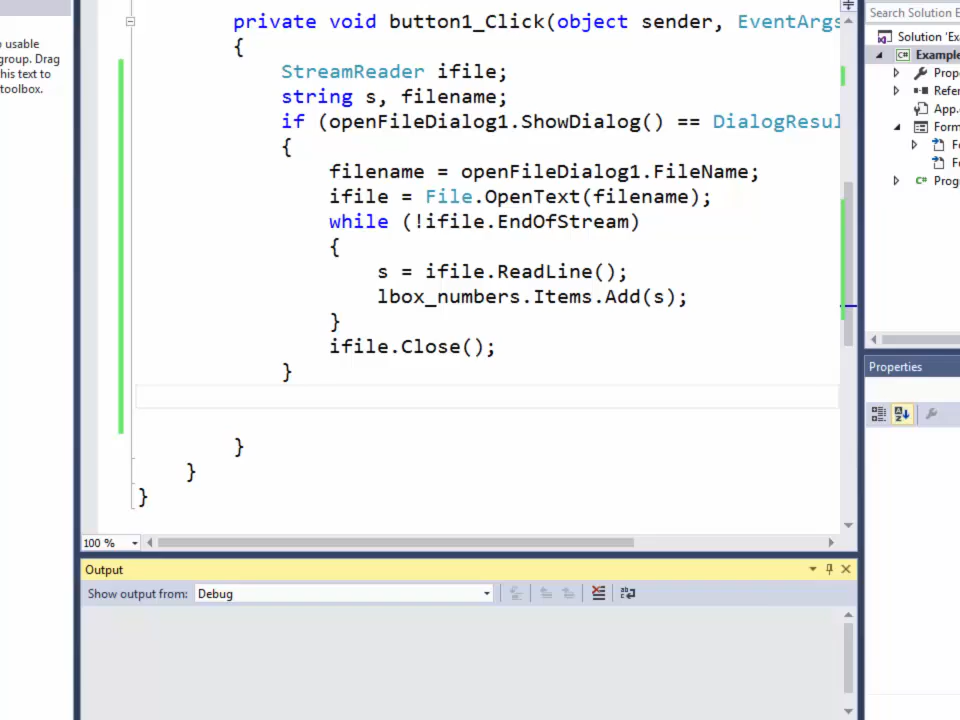 private void button1_Click(object sender, EventArgs
{
StreamReader ifile;
string s, filename;
if (openFileDialog1.ShowDialog() == DialogResul
{
filename = openFileDialog1.FileName;
ifile = File.OpenText(filename);
while (!ifile.EndOfStream)
{
s = ifile.ReadLine();
lbox_numbers.Items.Add(s);
}
ifile.Close();
}
}
}
}
usable
group. Drag
his text to
toolbox.
100 %
Output
Show output from: Debug
Search Solution E
Solution 'Exa
C# Example
Prop
Refer
App.
Form
F
F
C# Prog
Properties